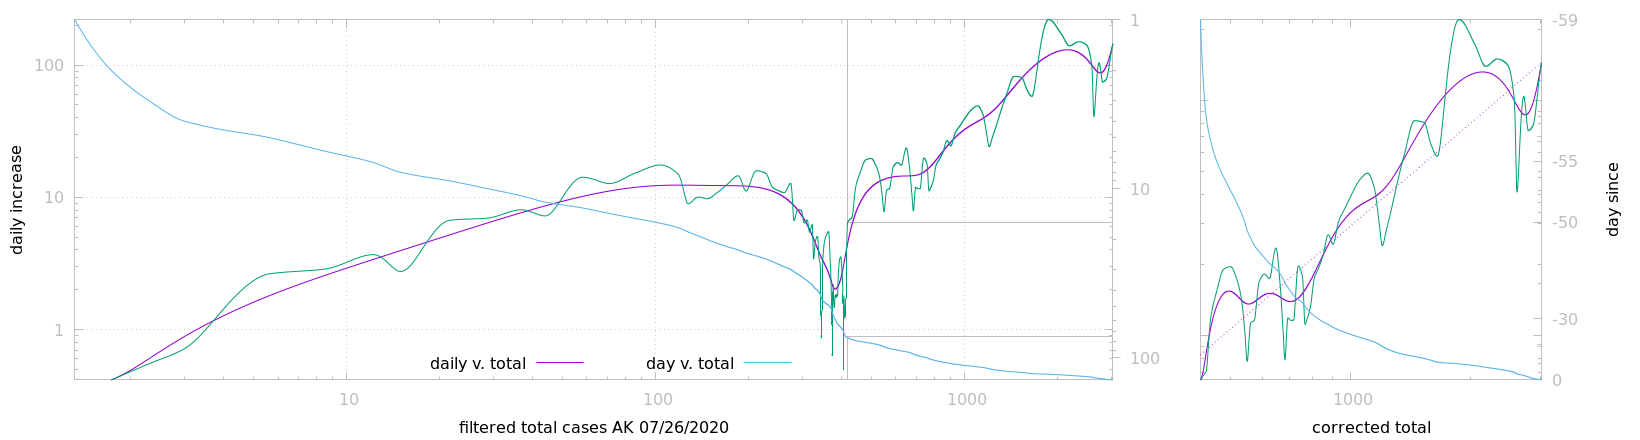 daily increase
100
10
1
10
100
1000
1
10
100
daily v. total
day v. total
filtered total cases AK 07/26/2020
-59
-55
-50
-30
0
day since
1000
corrected total